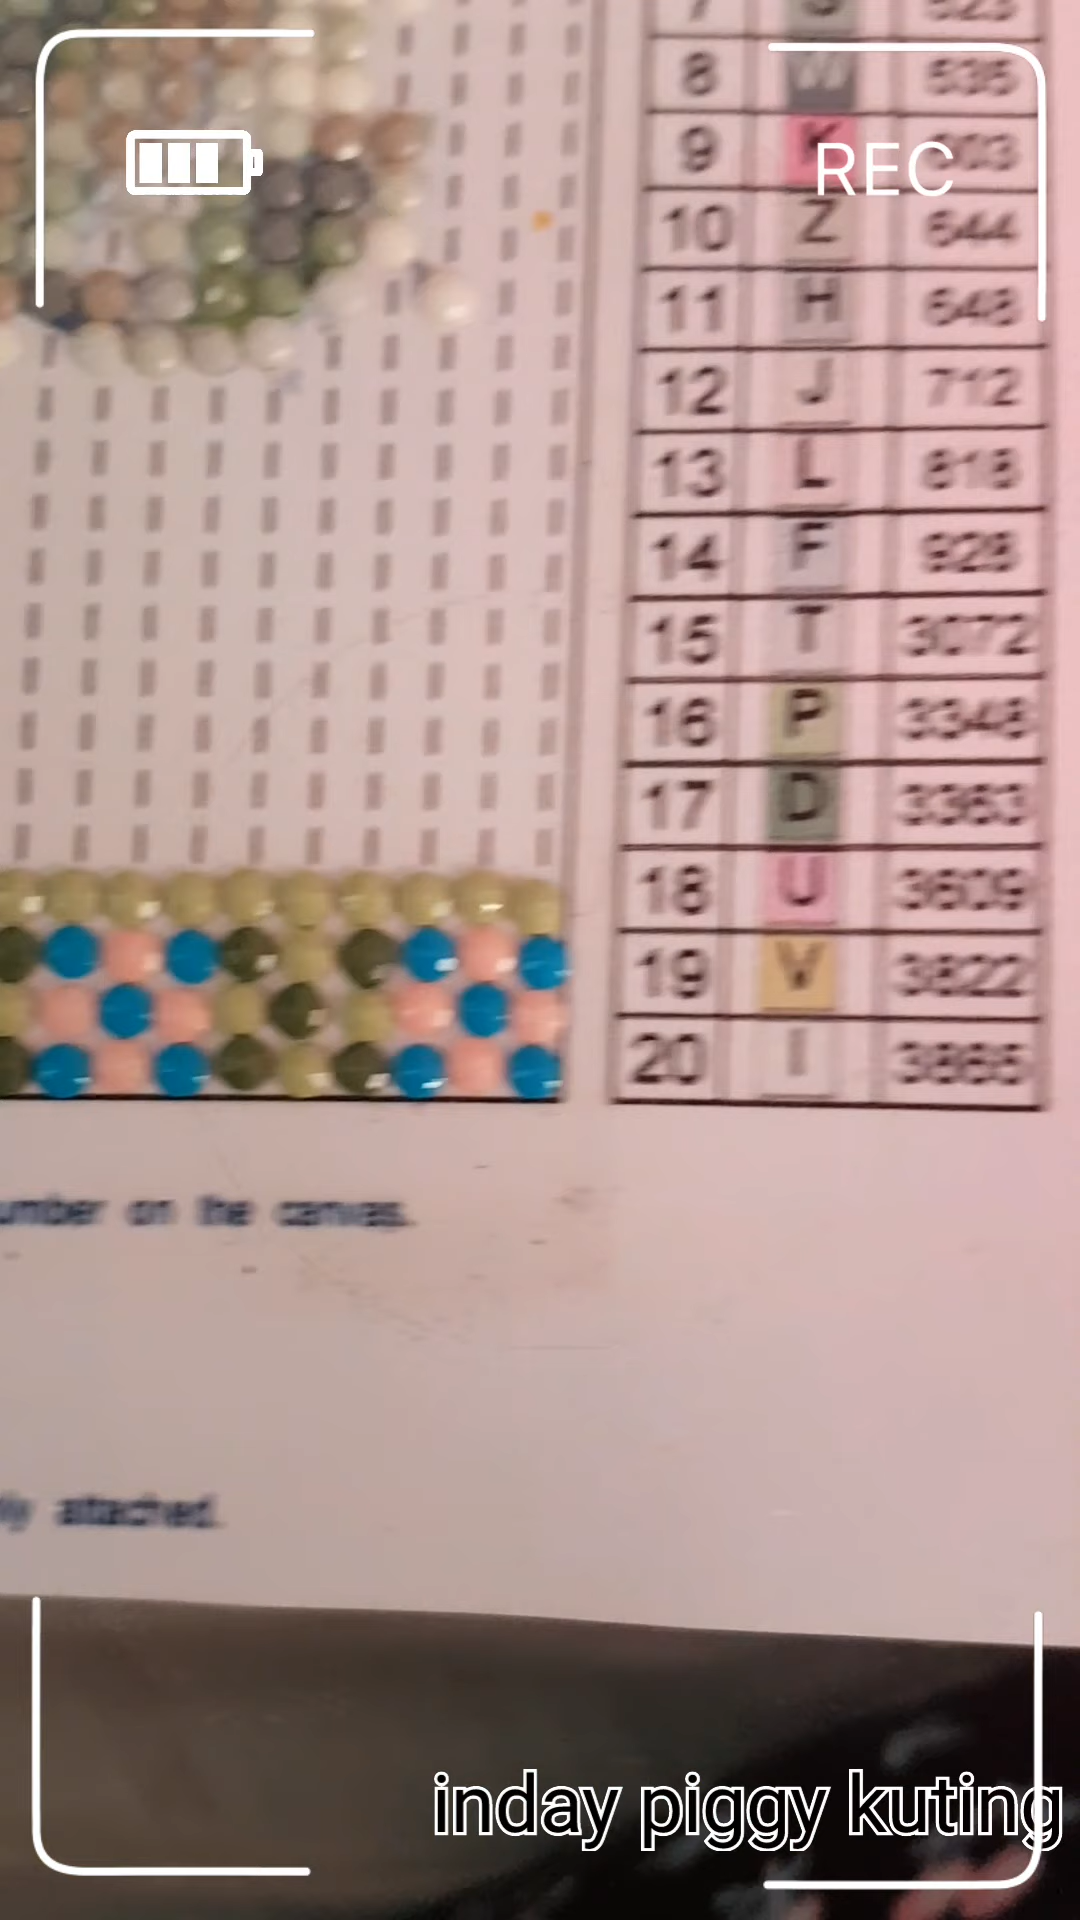 8 W 535
9 K
REC
10 Z 644
11 H 648
12 J 712
13 L 818
14 F 928
15 T 3072
16 P 3348
17 D 3363
18 U 3609
19 V 3822
20 I 3865
on the canvas.
attached.
inday piggy kuting